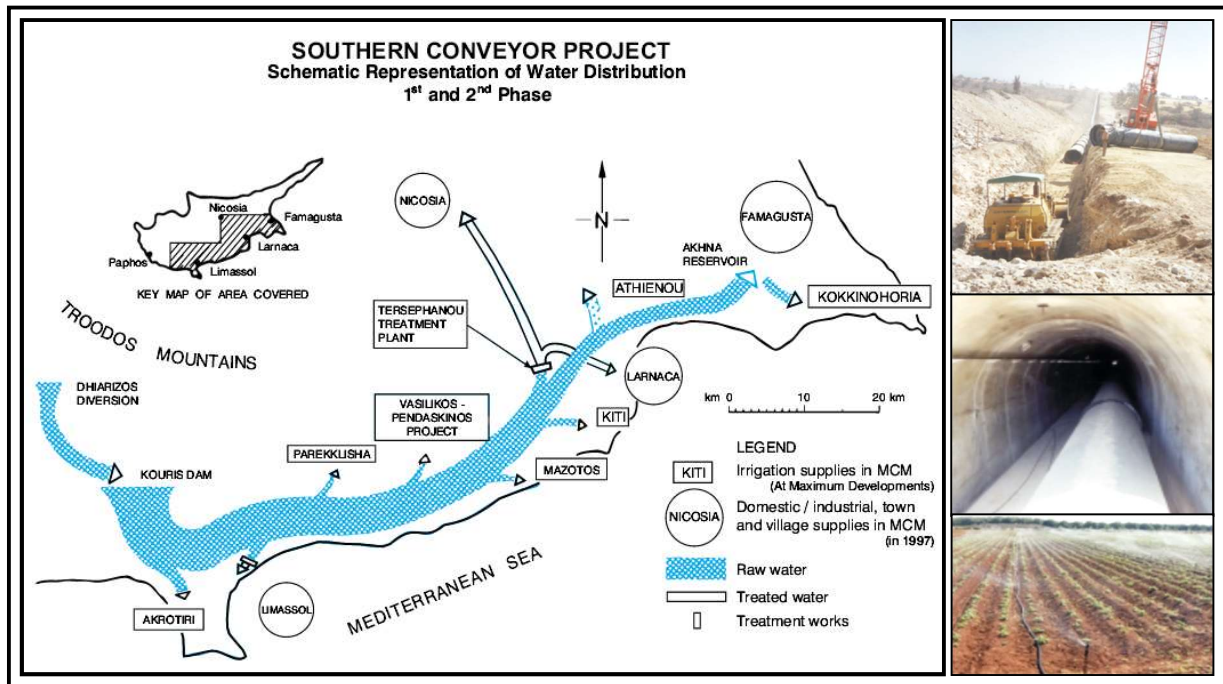 SOUTHERN CONVEYOR PROJECT
Schematic Representation of Water Distribution
1st and 2nd Phase
Nicosia
Famagusta
Larnaca
Paphos
Limassol
KEY MAP OF AREA COVERED
NICOSIA
N
FAMAGUSTA
AKHNA
RESERVOIR
ATHIENOU
KOKKINOHORIA
TERSEPHANOU
TREATMENT
PLANT
TROODOS MOUNTAINS
LARNACA
DHIARIZOS
DIVERSION
VASILIKOS -
PENDASKINOS
PROJECT
km 0 10 20 km
KITI
PAREKKLISHA
KOURIS DAM
MAZOTOS
LEGEND
KITI Irrigation supplies in MCM
(At Maximum Developments)
NICOSIA Domestic / industrial, town
and village supplies in MCM
(in 1997)
Raw water
Treated water
Treatment works
MEDITERRANEAN SEA
LIMASSOL
AKROTIRI